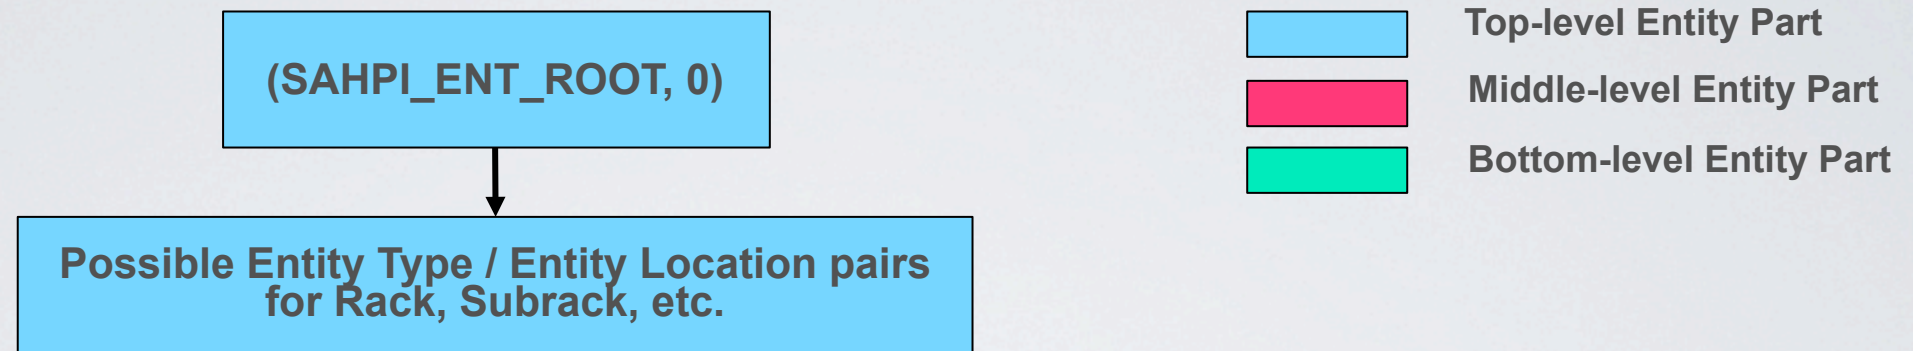 (SAHPI_ENT_ROOT, 0)
Possible Entity Type / Entity Location pairs
for Rack, Subrack, etc.
Top-level Entity Part
Middle-level Entity Part
Bottom-level Entity Part